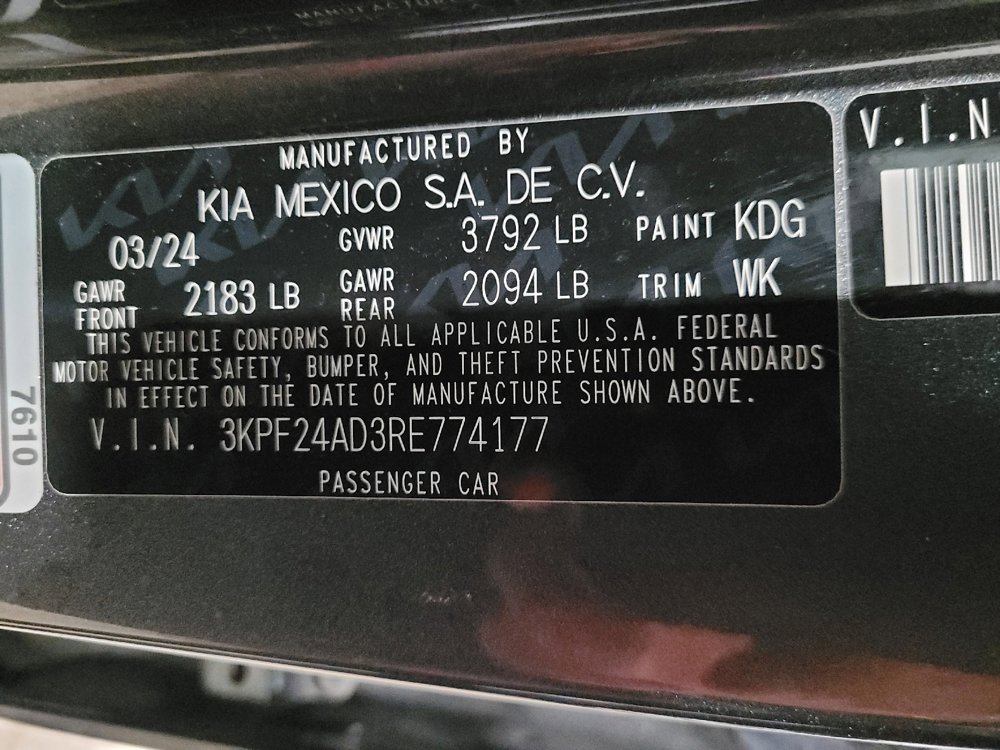 MANUFACTURED BY
KIA MEXICO S.A. DE C.V.
03/24 GVWR 3792 LB PAINT KDG
GAWR FRONT 2183 LB GAWR REAR 2094 LB TRIM WK
THIS VEHICLE CONFORMS TO ALL APPLICABLE U.S.A. FEDERAL
MOTOR VEHICLE SAFETY, BUMPER, AND THEFT PREVENTION STANDARDS
IN EFFECT ON THE DATE OF MANUFACTURE SHOWN ABOVE.
V.I.N. 3KPF24AD3RE774177
PASSENGER CAR
V.I.N
7610